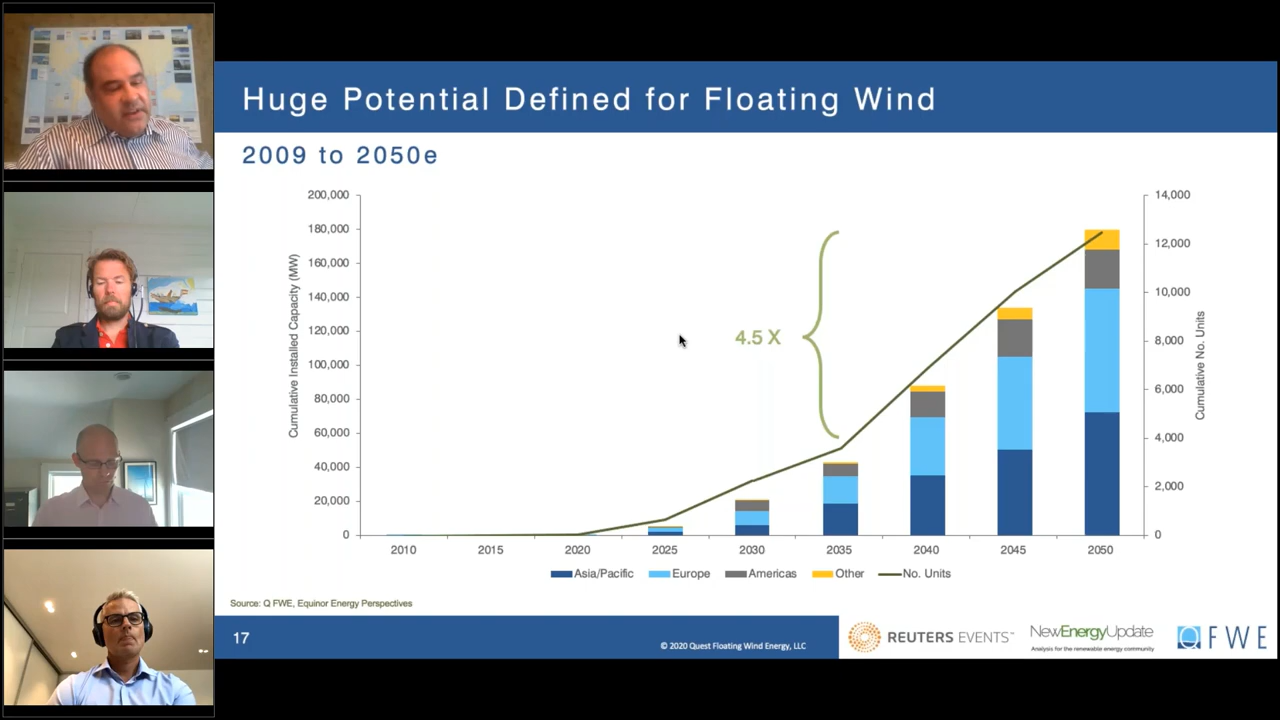 Huge Potential Defined for Floating Wind
2009 to 2050e
200,000
180,000
160,000
140,000
120,000
100,000
80,000
60,000
40,000
20,000
0
Cumulative Installed Capacity (MW)
4.5 X
14,000
12,000
10,000
8,000
6,000
4,000
2,000
0
Cumulative No. Units
2010 2015 2020 2025 2030 2035 2040 2045 2050
Asia/Pacific Europe Americas Other No. Units
Source: Q FWE, Equinor Energy Perspectives
17
© 2020 Quest Floating Wind Energy, LLC
REUTERS EVENTS™
NewEnergyUpdate
Analysis for the renewable energy community
Q FWE